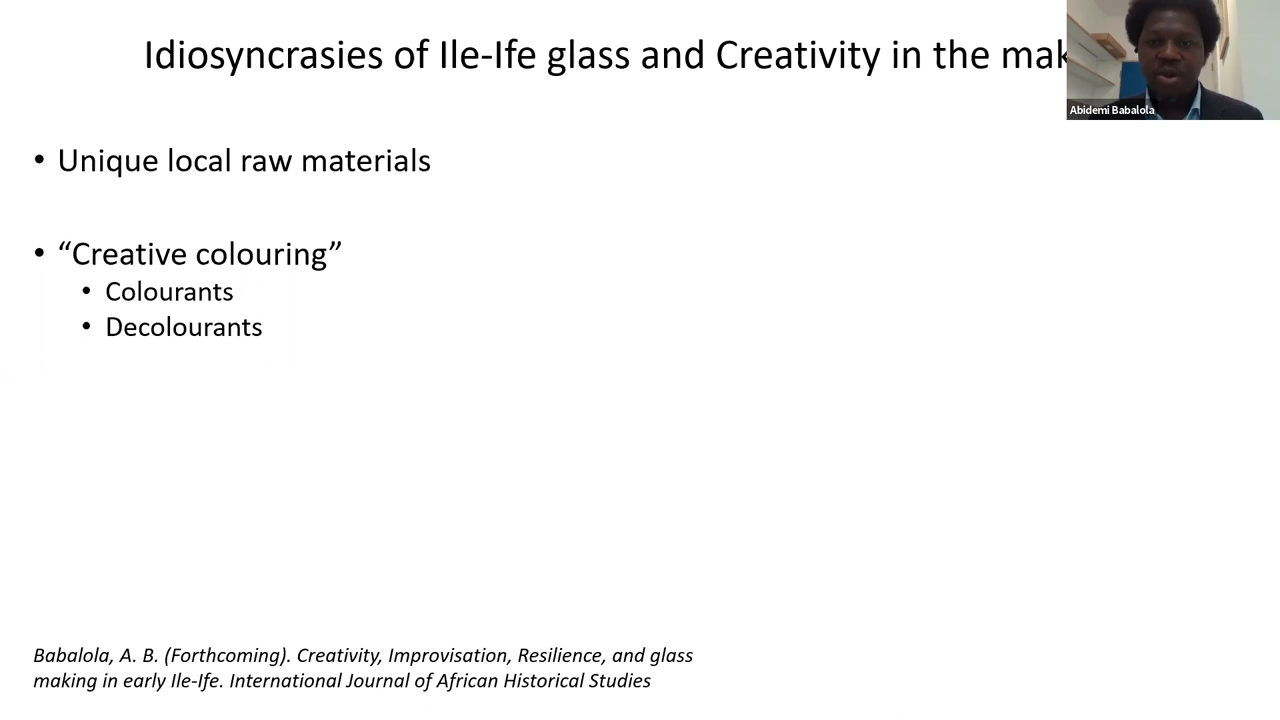 Idiosyncrasies of Ile-Ife glass and Creativity in the
Abidemi Babalola
• Unique local raw materials
• “Creative colouring”
• Colourants
• Decolourants
Babalola, A. B. (Forthcoming). Creativity, Improvisation, Resilience, and glass
making in early Ile-Ife. International Journal of African Historical Studies